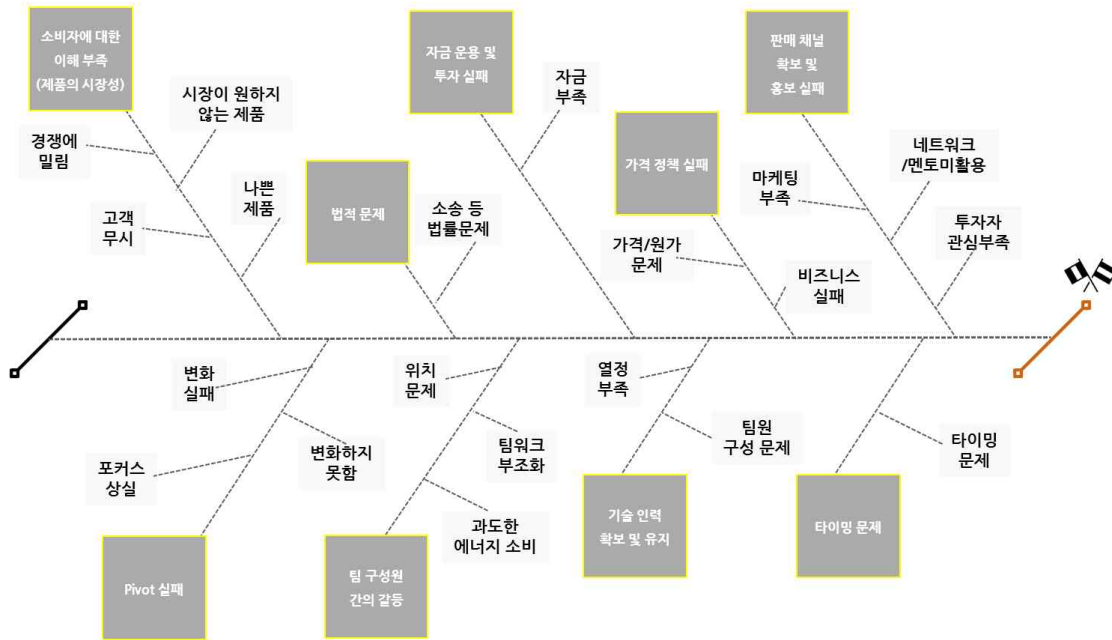 소비자에 대한
이해 부족
(제품의 시장성)
시장이 원하지
않는 제품
경쟁에
밀림
고객
무시
나쁜
제품
법적 문제
소송 등
법률문제
자금 운용 및
투자 실패
자금
부족
가격 정책 실패
가격/원가
문제
비즈니스
실패
판매 채널
확보 및
홍보 실패
마케팅
부족
네트워크
/멘토미활용
투자자
관심부족
변화
실패
포커스
상실
변화하지
못함
Pivot 실패
위치
문제
팀워크
부조화
과도한
에너지 소비
팀 구성원
간의 갈등
열정
부족
팀원
구성 문제
기술 인력
확보 및 유지
타이밍
문제
타이밍 문제